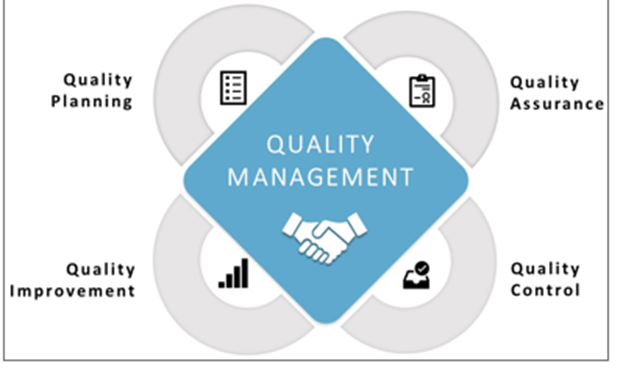 Quality
Planning
Quality
Assurance
QUALITY
MANAGEMENT
Quality
Improvement
Quality
Control